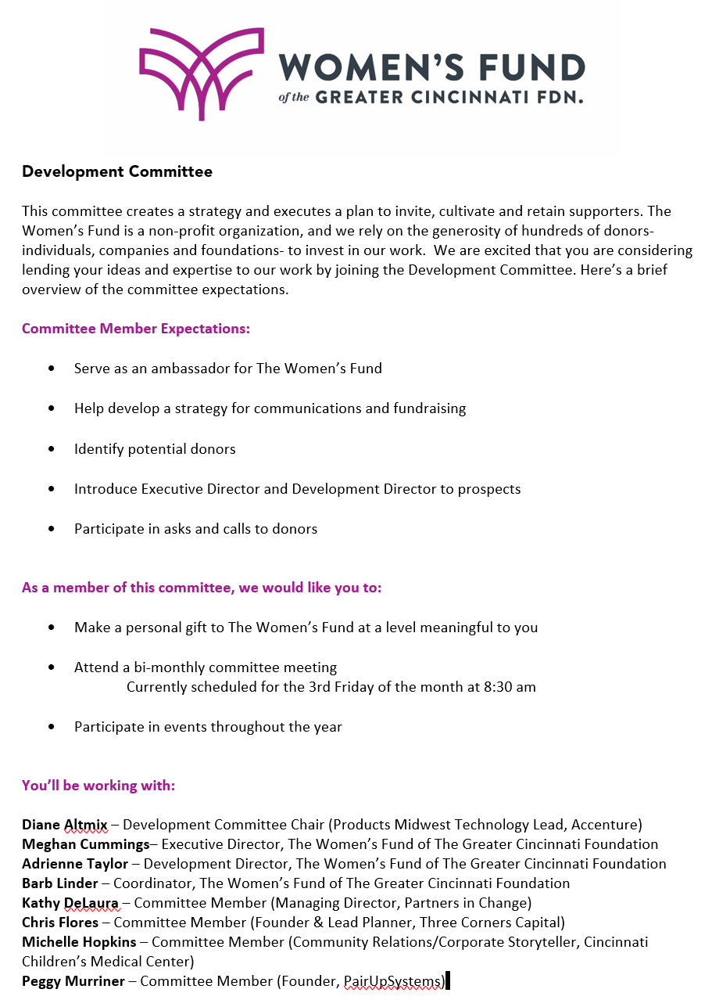 WOMEN'S FUND
of the GREATER CINCINNATI FDN.
Development Committee
This committee creates a strategy and executes a plan to invite, cultivate and retain supporters. The
Women's Fund is a non-profit organization, and we rely on the generosity of hundreds of donors-
individuals, companies and foundations- to invest in our work.  We are excited that you are considering
lending your ideas and expertise to our work by joining the Development Committee. Here's a brief
overview of the committee expectations.
Committee Member Expectations:
• Serve as an ambassador for The Women's Fund
• Help develop a strategy for communications and fundraising
• Identify potential donors
• Introduce Executive Director and Development Director to prospects
• Participate in asks and calls to donors
As a member of this committee, we would like you to:
• Make a personal gift to The Women's Fund at a level meaningful to you
• Attend a bi-monthly committee meeting
Currently scheduled for the 3rd Friday of the month at 8:30 am
• Participate in events throughout the year
You'll be working with:
Diane Altmix – Development Committee Chair (Products Midwest Technology Lead, Accenture)
Meghan Cummings– Executive Director, The Women's Fund of The Greater Cincinnati Foundation
Adrienne Taylor – Development Director, The Women's Fund of The Greater Cincinnati Foundation
Barb Linder – Coordinator, The Women's Fund of The Greater Cincinnati Foundation
Kathy DeLaura – Committee Member (Managing Director, Partners in Change)
Chris Flores – Committee Member (Founder & Lead Planner, Three Corners Capital)
Michelle Hopkins – Committee Member (Community Relations/Corporate Storyteller, Cincinnati
Children's Medical Center)
Peggy Murriner – Committee Member (Founder, PairUpSystems)